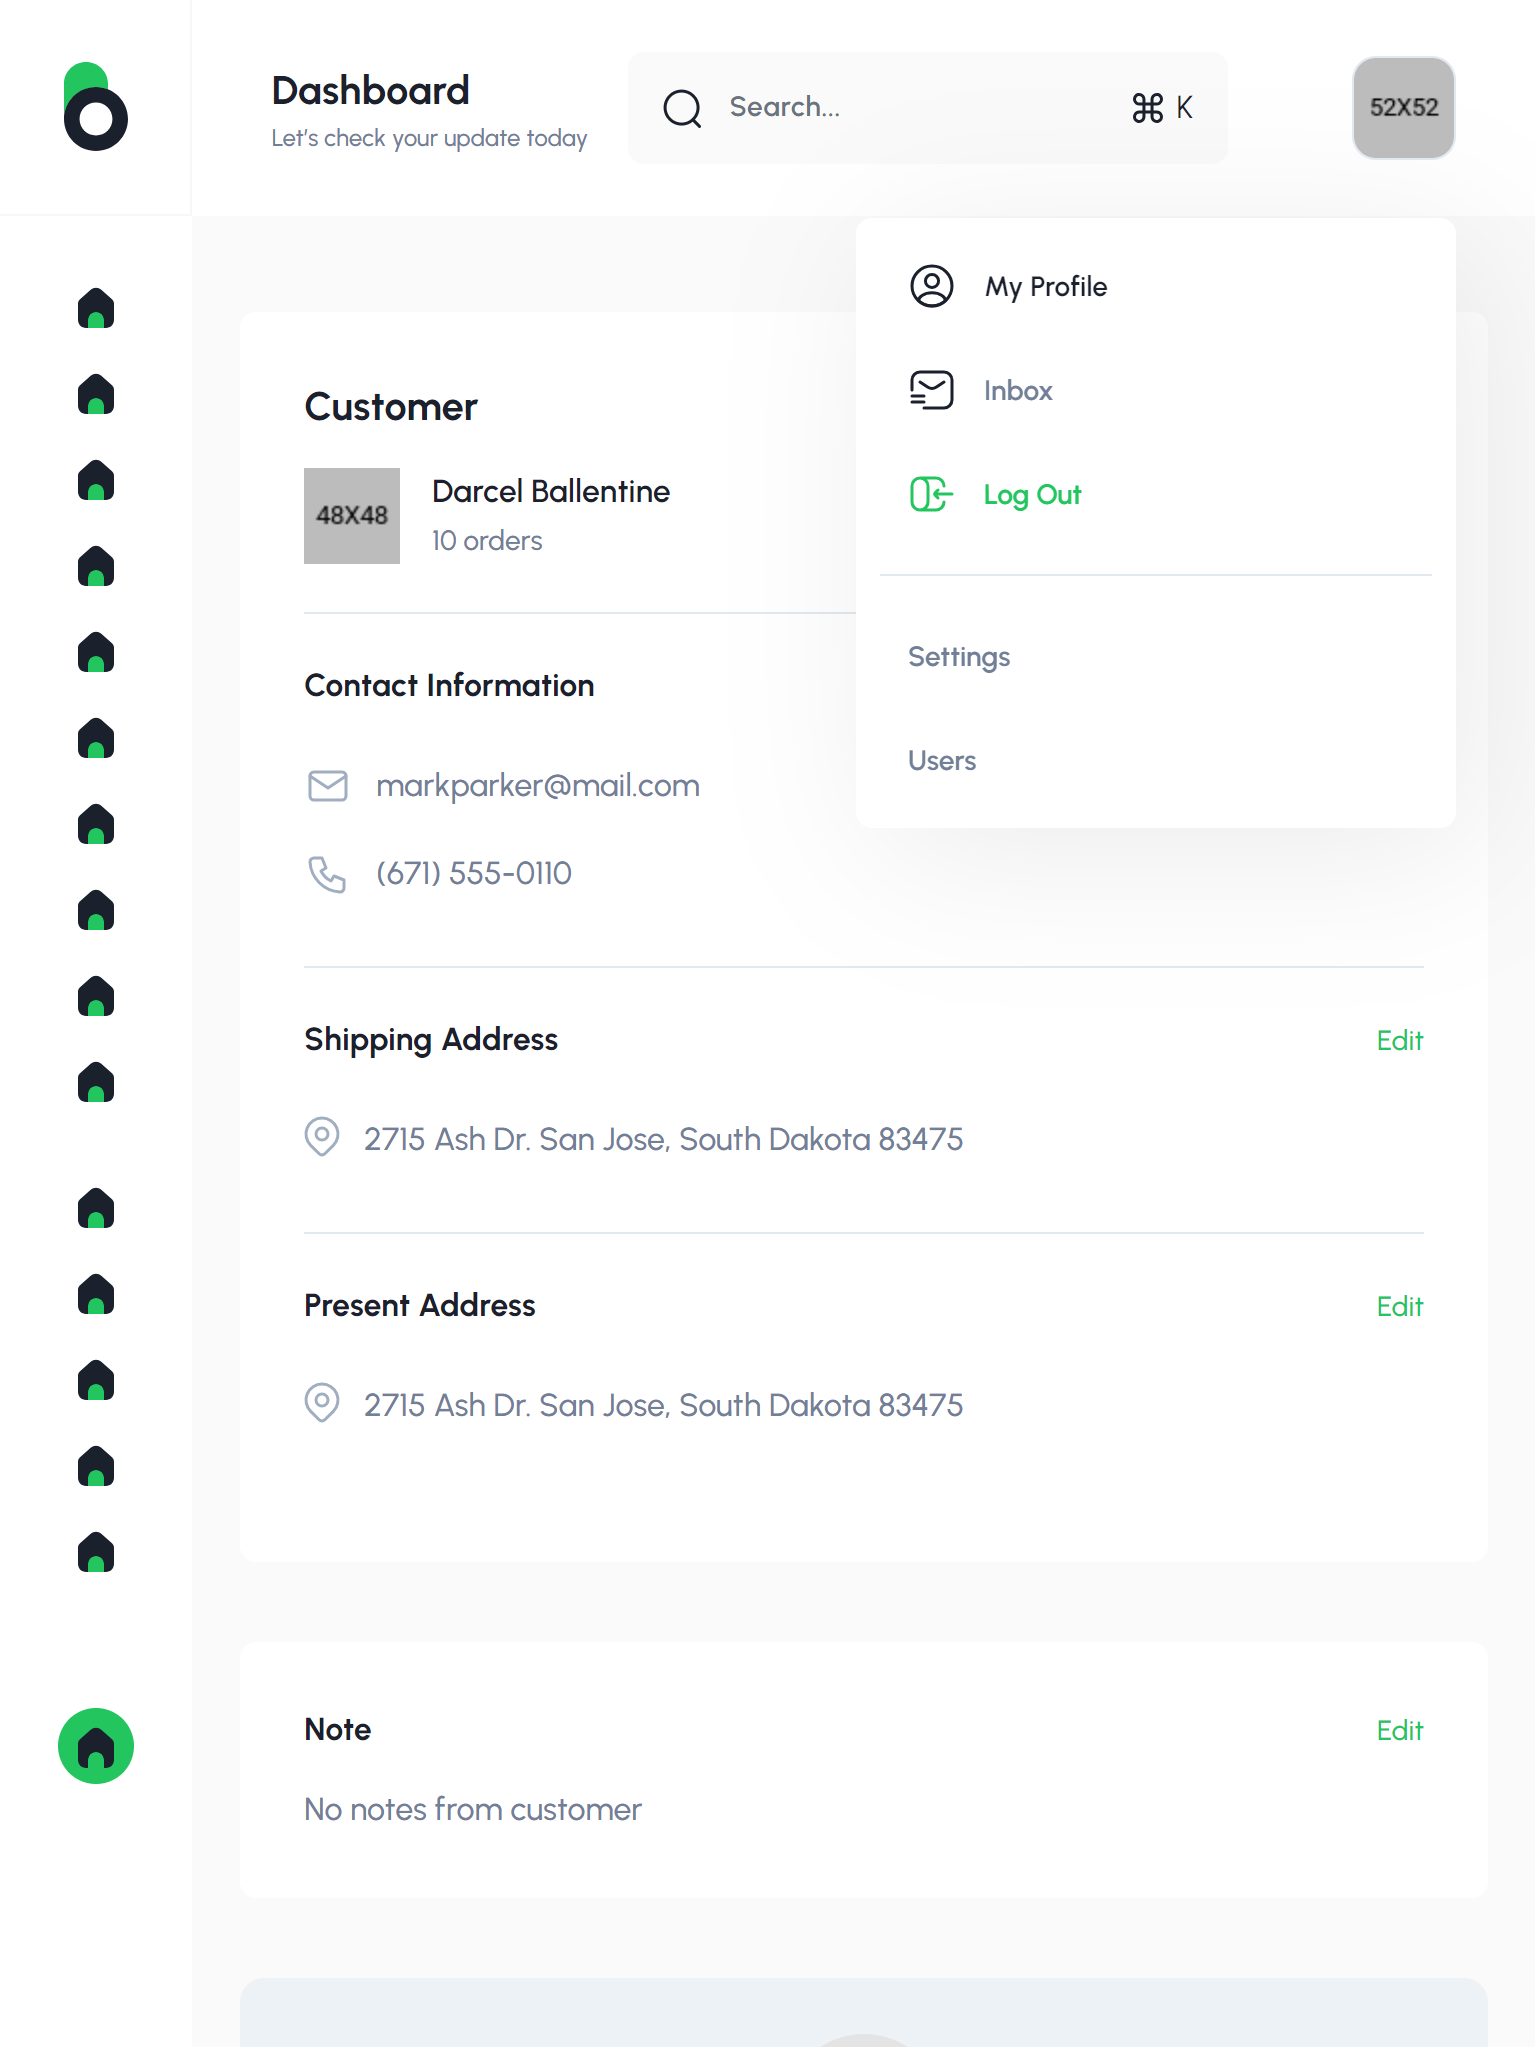 Dashboard
Let's check your update today
Search...
⌘ K
52X52
My Profile
Inbox
Log Out
Settings
Users
Customer
48X48
Darcel Ballentine
10 orders
Contact Information
markparker@mail.com
(671) 555-0110
Shipping Address
Edit
2715 Ash Dr. San Jose, South Dakota 83475
Present Address
Edit
2715 Ash Dr. San Jose, South Dakota 83475
Note
Edit
No notes from customer